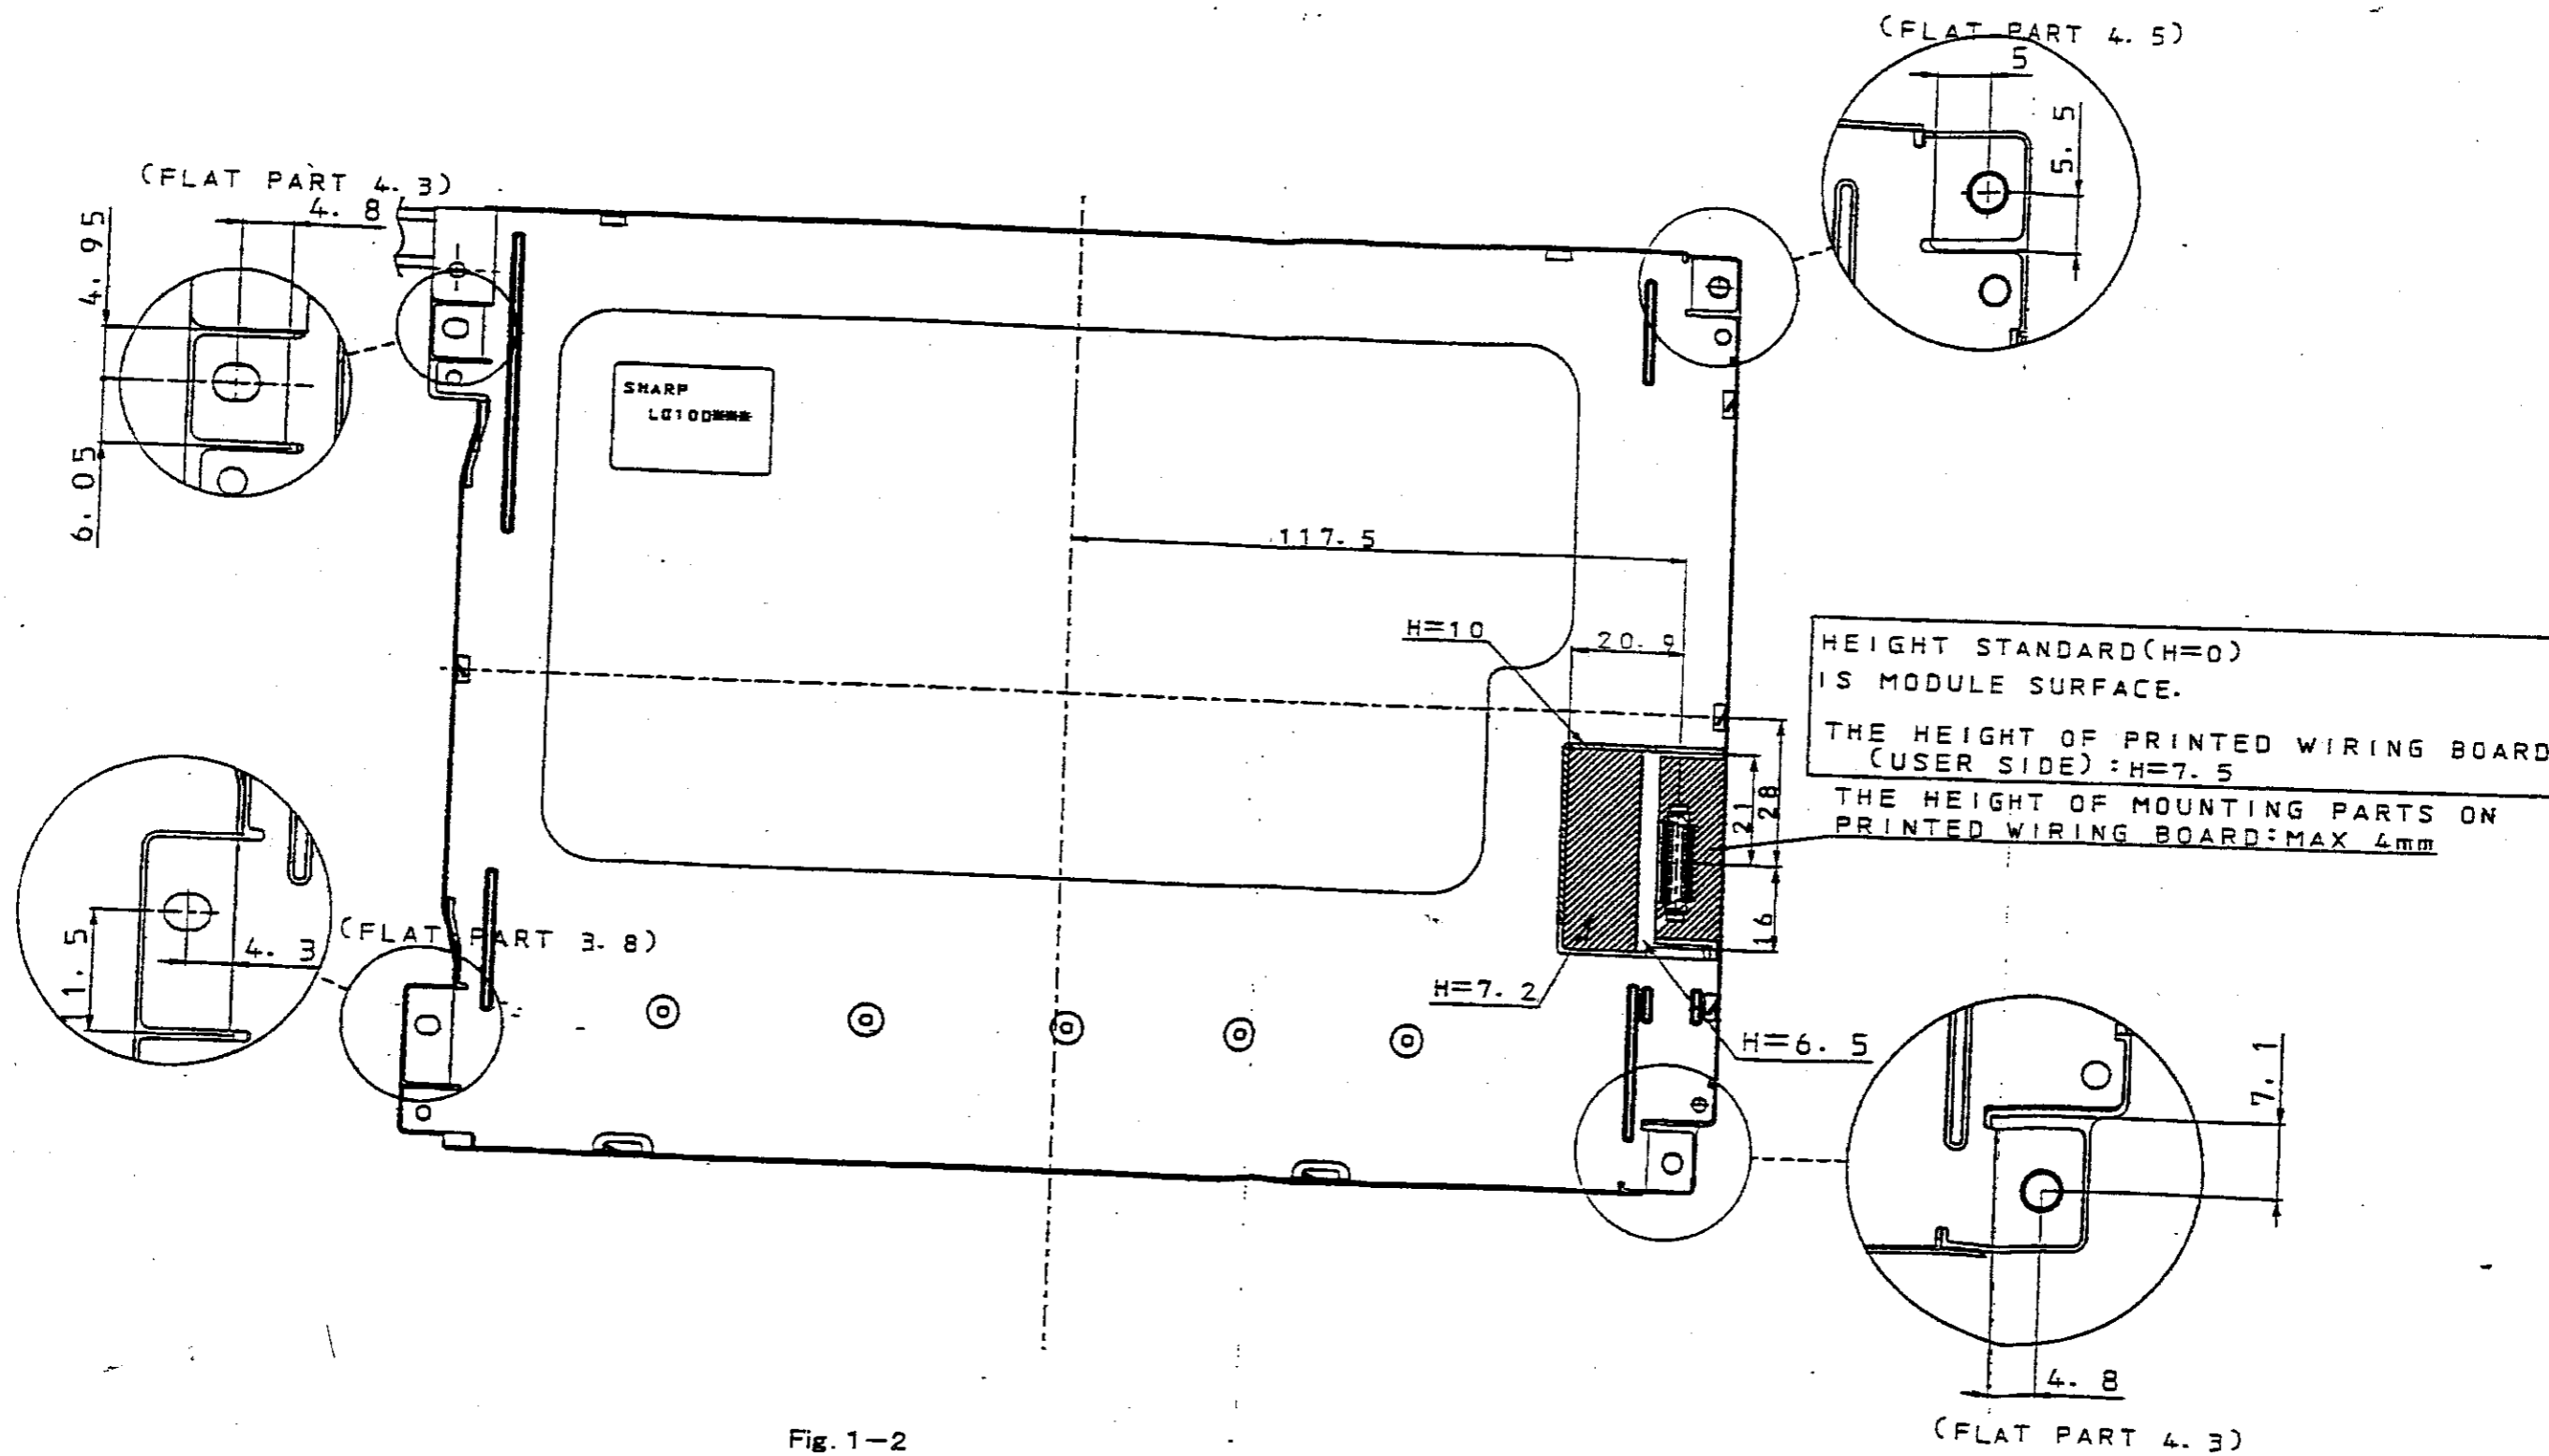 (FLAT PART 4.5)
5
5.5
(FLAT PART 4.3)
4.8
4.95
6.05
SHARP
117.5
H=10
20.9
HEIGHT STANDARD(H=0)
IS MODULE SURFACE.
THE HEIGHT OF PRINTED WIRING BOARD
(USER SIDE):H=7.5
THE HEIGHT OF MOUNTING PARTS ON
PRINTED WIRING BOARD:MAX 4mm
21
28
16
11.5
4.3
(FLAT PART 3.8)
H=7.2
H=6.5
7.1
4.8
(FLAT PART 4.3)
Fig.1-2